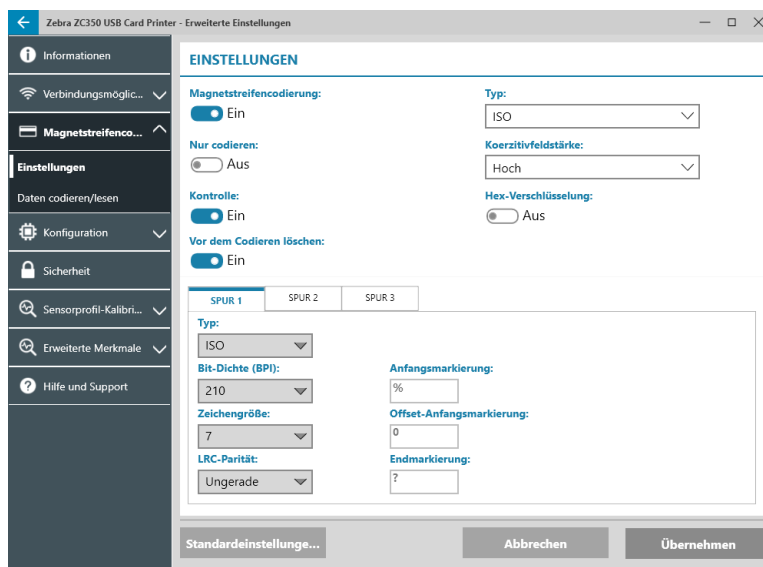 Zebra ZC350 USB Card Printer - Erweiterte Einstellungen
Informationen
Verbindungsmöglic...
Magnetstreifenco...
Einstellungen
Daten codieren/lesen
Konfiguration
Sicherheit
Sensorprofil-Kalibri...
Erweiterte Merkmale
Hilfe und Support
EINSTELLUNGEN
Magnetstreifencodierung:
Ein
Typ:
ISO
Nur codieren:
Aus
Koerzitivfeldstärke:
Hoch
Kontrolle:
Ein
Hex-Verschlüsselung:
Aus
Vor dem Codieren löschen:
Ein
SPUR 1
SPUR 2
SPUR 3
Typ:
ISO
Bit-Dichte (BPI):
210
Anfangsmarkierung:
%
Zeichengröße:
7
Offset-Anfangsmarkierung:
0
LRC-Parität:
Ungerade
Endmarkierung:
?
Standardeinstellunge...
Abbrechen
Übernehmen